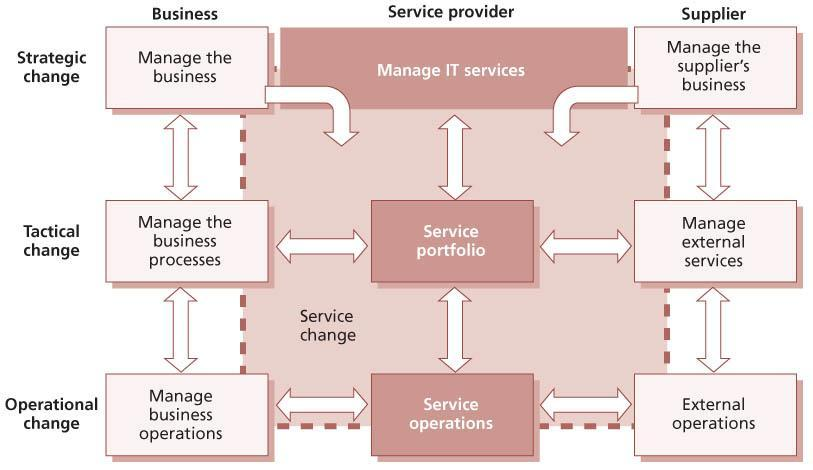 Business
Service provider
Supplier
Strategic
change
Manage the
business
Manage IT services
Manage the
supplier's
business
Tactical
change
Manage the
business
processes
Service
portfolio
Manage
external
services
Service
change
Operational
change
Manage
business
operations
Service
operations
External
operations